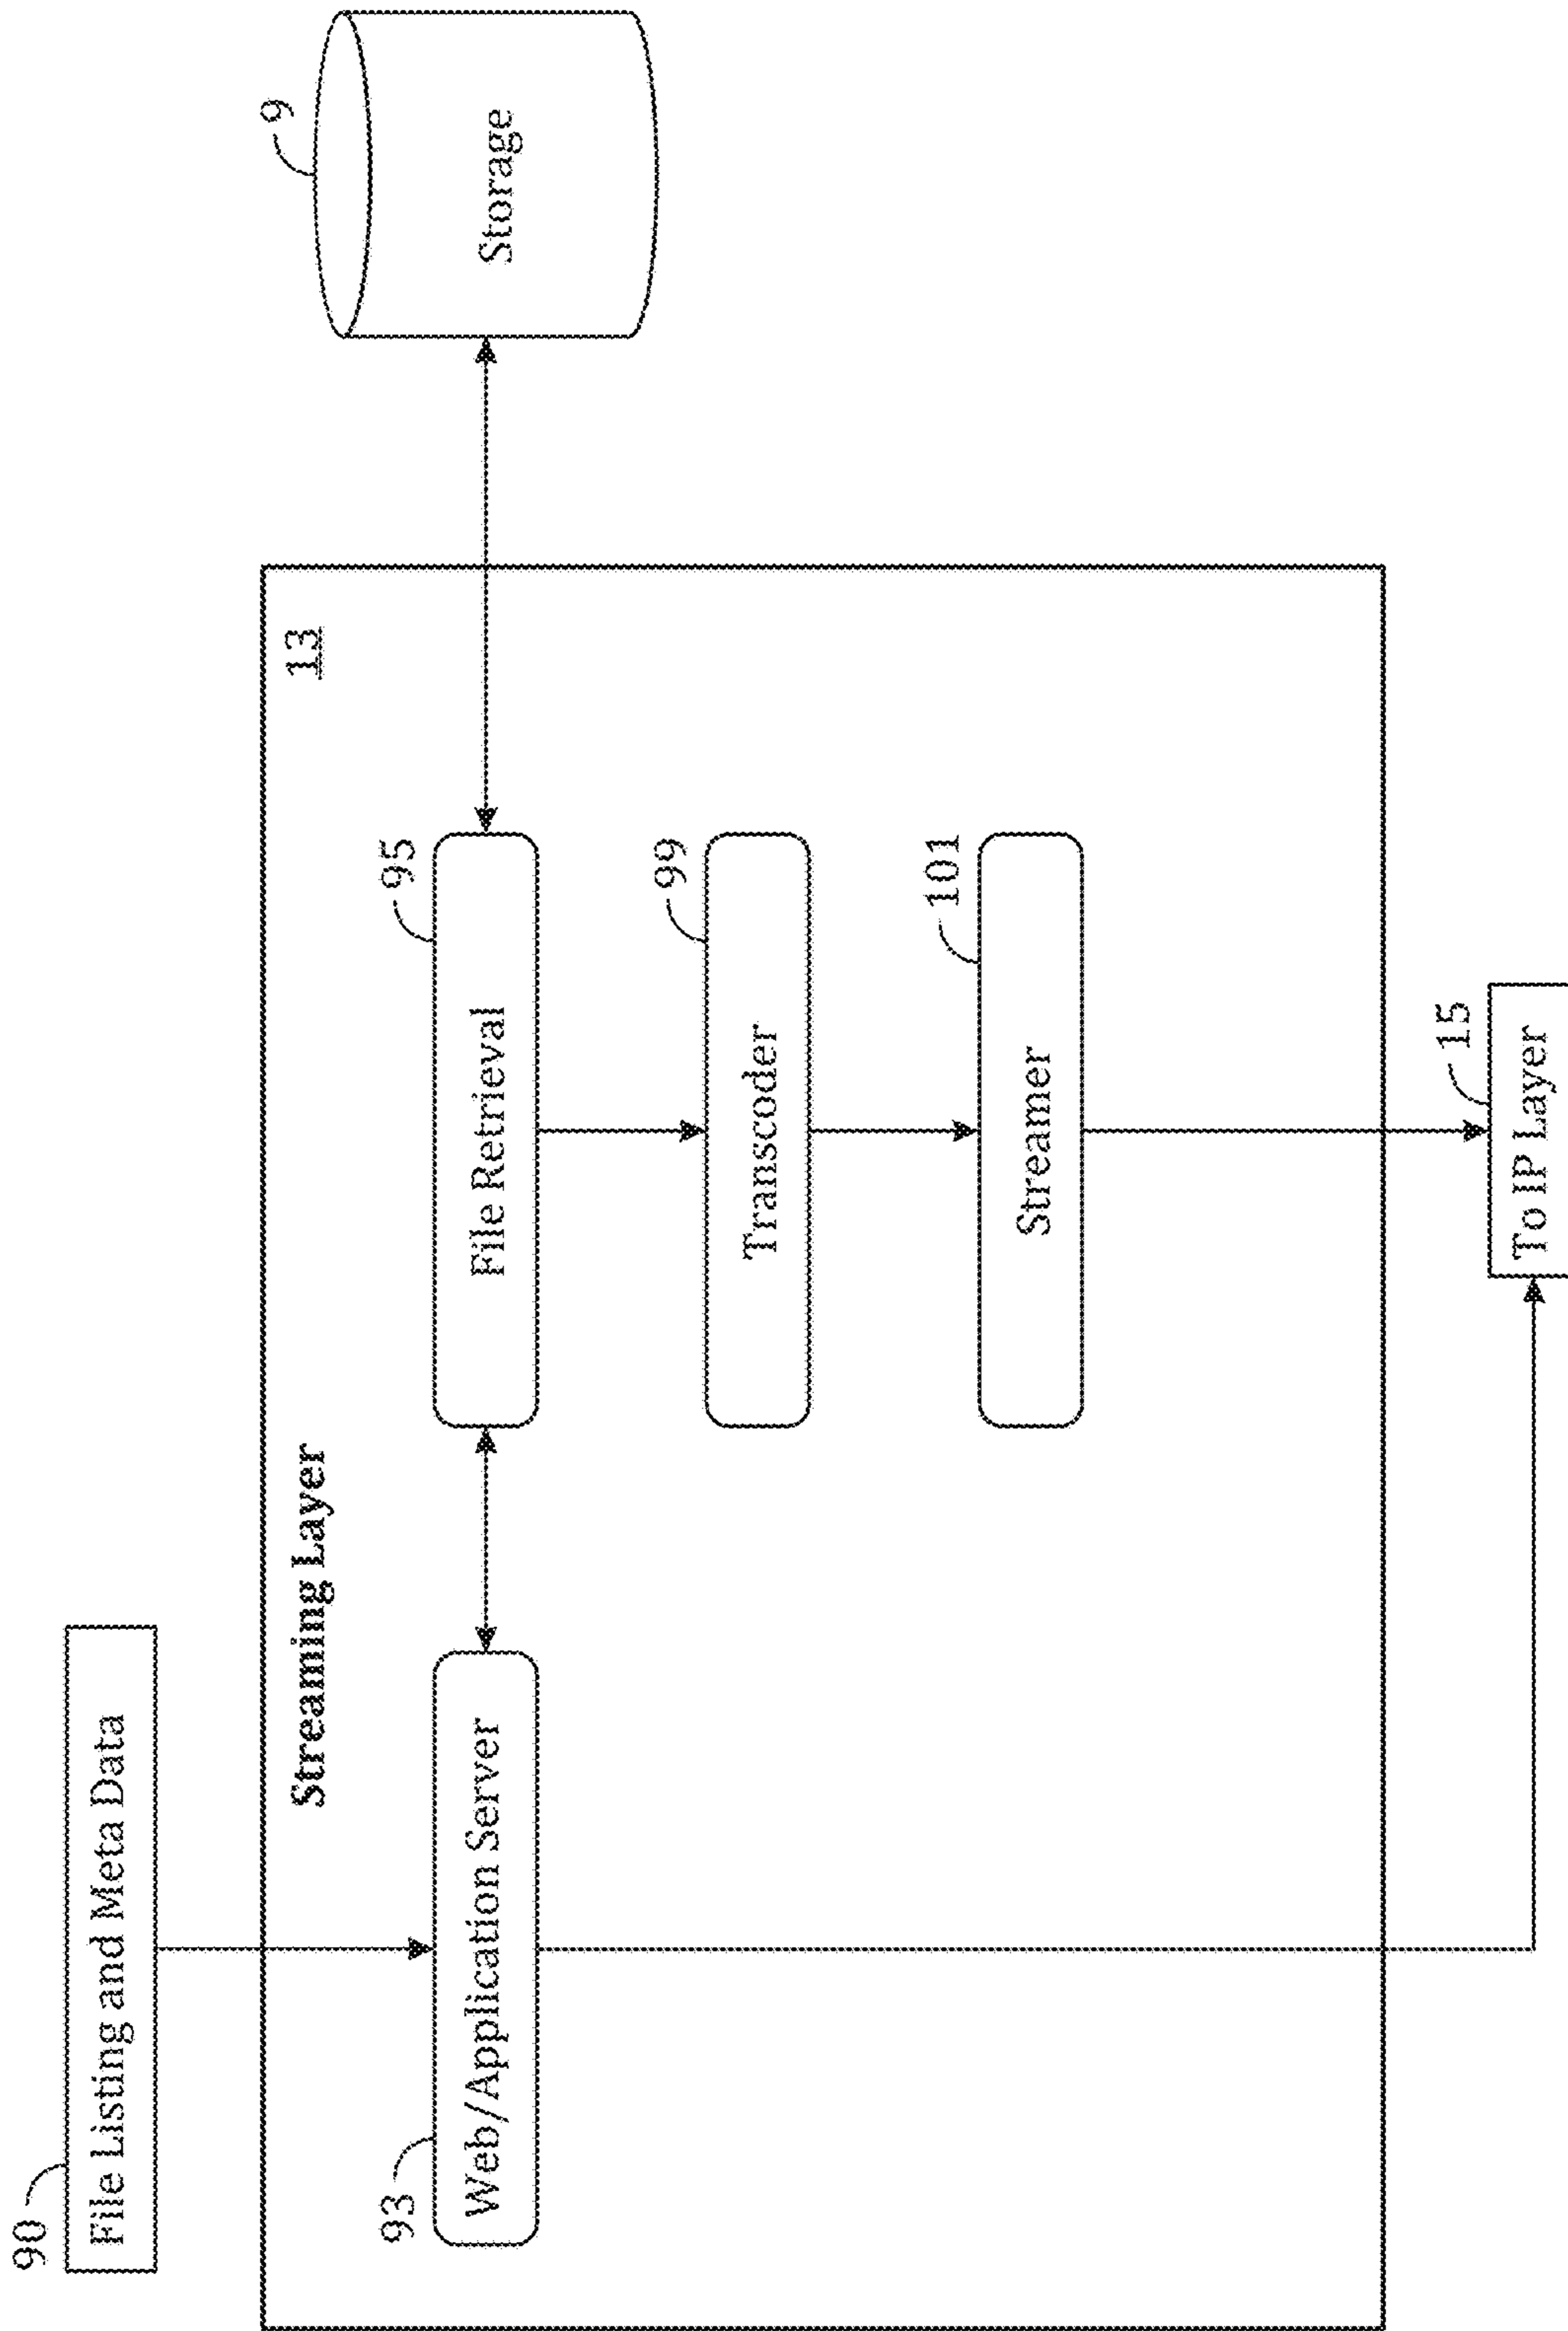 90
File Listing and Meta Data
Streaming Layer
13
93
Web/Application Server
95
File Retrieval
9
Storage
99
Transcoder
101
Streamer
15
To IP Layer